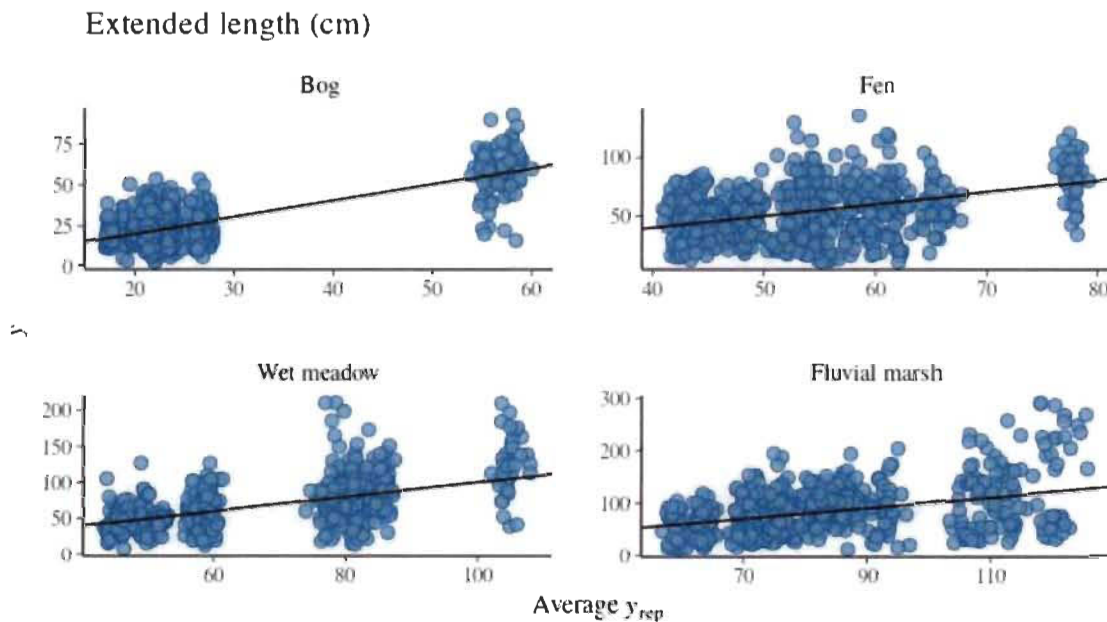 Extended length (cm)
Bog
75
50
25
0
20 30 40 50 60
Fen
100
50
40 50 60 70 80
y
Wet meadow
200
150
100
50
0
60 80 100
Fluvial marsh
300
200
100
0
70 90 110
Average y_rep